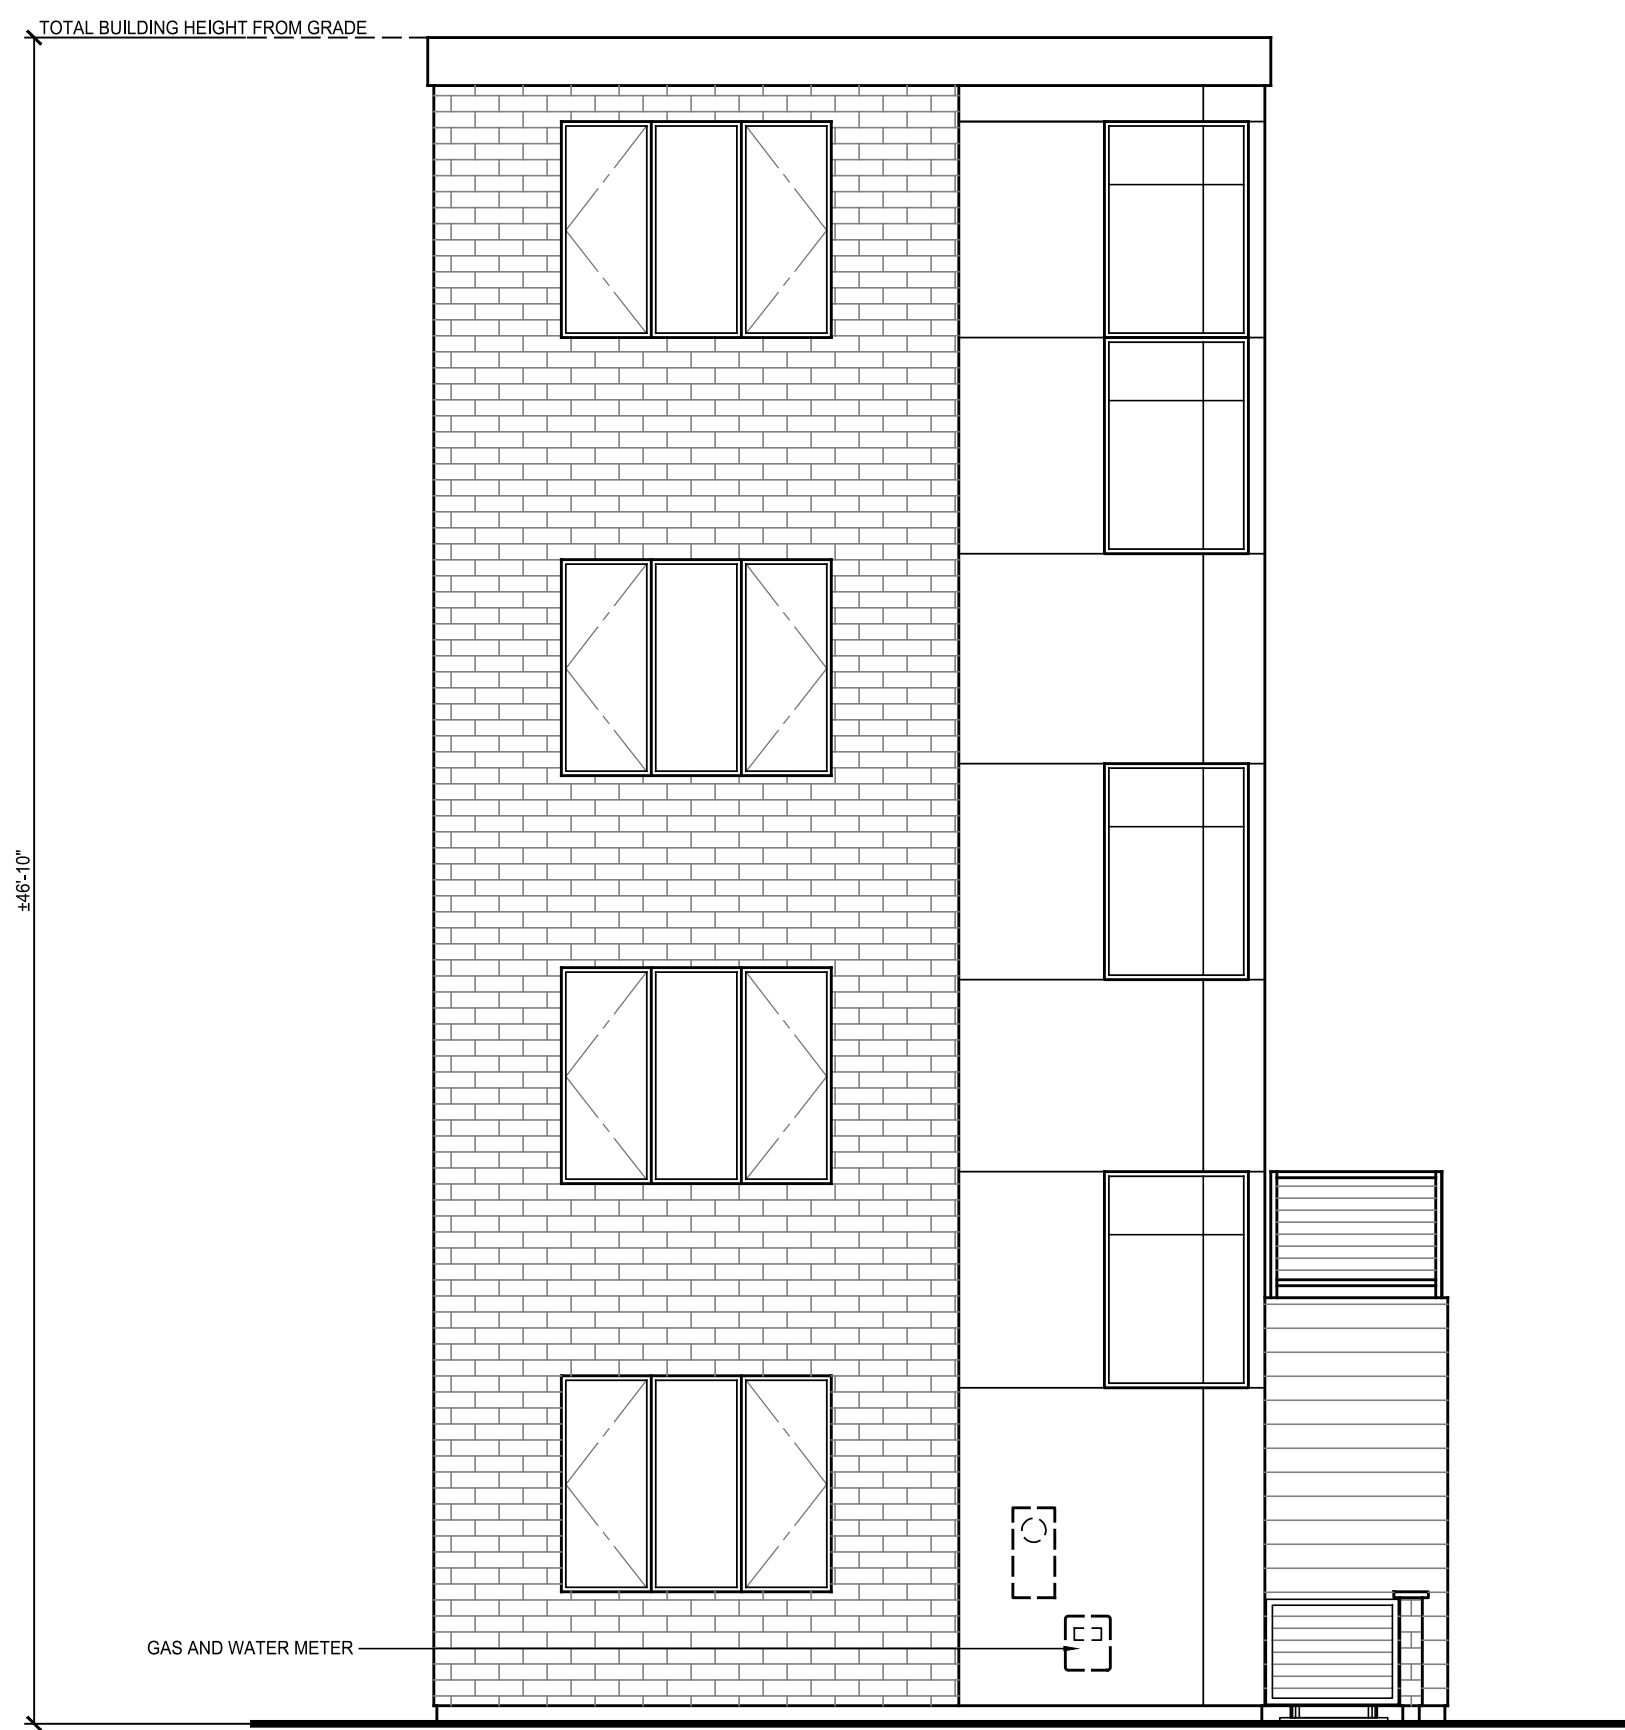 TOTAL BUILDING HEIGHT FROM GRADE
±46'-10"
GAS AND WATER METER